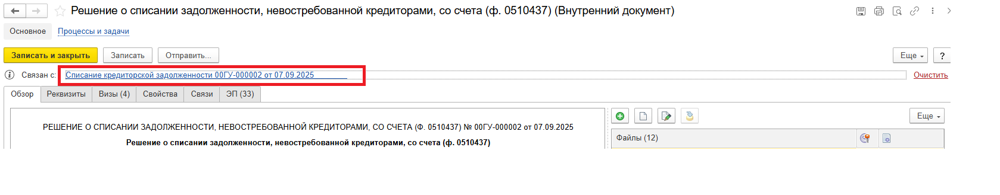 Решение о списании задолженности, невостребованной кредиторами, со счета (ф. 0510437) (Внутренний документ)
Основное Процессы и задачи
Записать и закрыть Записать Отправить... Еще ?
Связан с: Списание кредиторской задолженности 00ГУ-000002 от 07.09.2025 Очистить
Обзор Реквизиты Визы (4) Свойства Связи ЭП (33)
Еще
РЕШЕНИЕ О СПИСАНИИ ЗАДОЛЖЕННОСТИ, НЕВОСТРЕБОВАННОЙ КРЕДИТОРАМИ, СО СЧЕТА (Ф. 0510437) № 00ГУ-000002 от 07.09.2025
Файлы (12)
Решение о списании задолженности, невостребованной кредиторами, со счета (ф. 0510437)